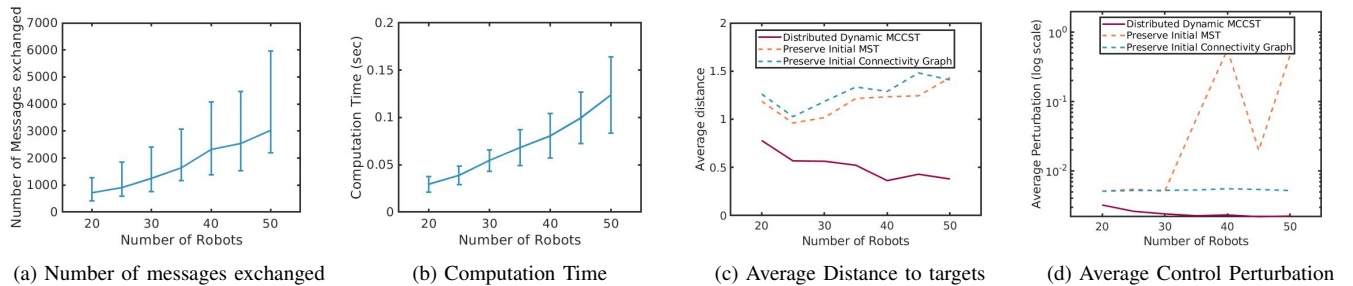 Number of Messages exchanged
7000
6000
5000
4000
3000
2000
1000
0
20
30
40
50
Number of Robots
(a) Number of messages exchanged
Computation Time (sec)
0.2
0.15
0.1
0.05
0
20
30
40
50
Number of Robots
(b) Computation Time
Average distance
2
1.5
1
0.5
0
Distributed Dynamic MCCST
Preserve Initial MST
Preserve Initial Connectivity Graph
20
30
40
50
Number of Robots
(c) Average Distance to targets
Average Perturbation (log scale)
10⁰
10⁻¹
10⁻²
Distributed Dynamic MCCST
Preserve Initial MST
Preserve Initial Connectivity Graph
20
30
40
50
Number of Robots
(d) Average Control Perturbation